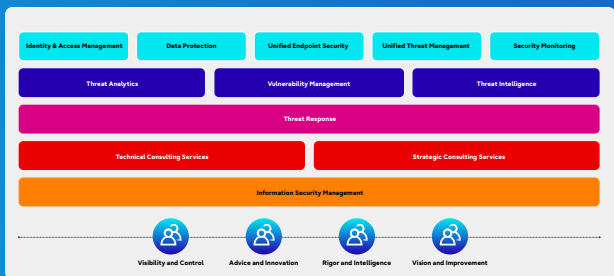 Identity & Access Management
Data Protection
Unified Endpoint Security
Unified Threat Management
Security Monitoring
Threat Analytics
Vulnerability Management
Threat Intelligence
Threat Response
Technical Consulting Services
Strategic Consulting Services
Information Security Management
Visibility and Control
Advice and Innovation
Rigor and Intelligence
Vision and Improvement